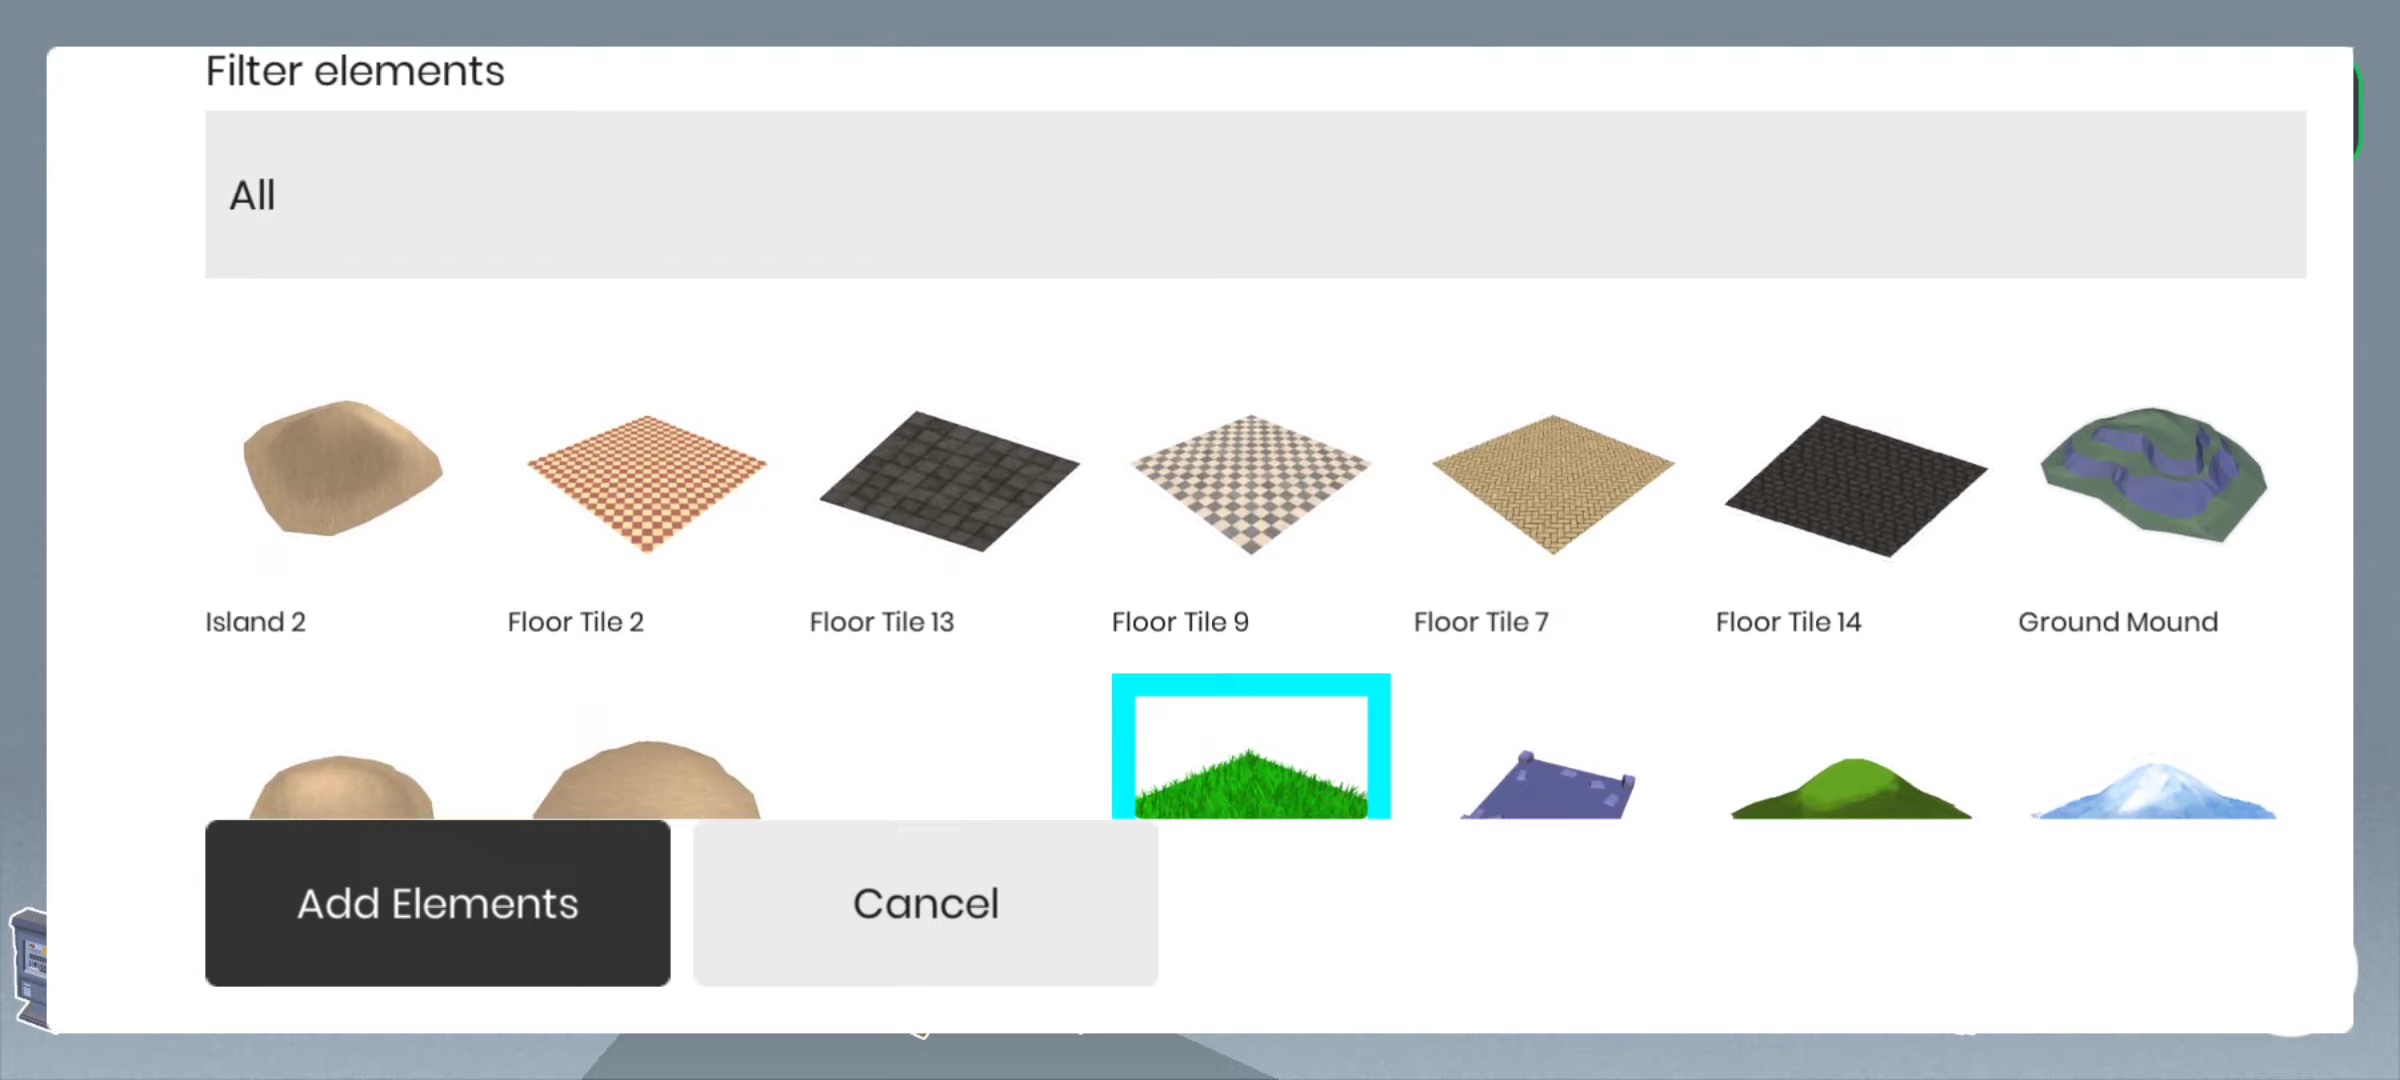 Filter elements
All
Island 2
Floor Tile 2
Floor Tile 13
Floor Tile 9
Floor Tile 7
Floor Tile 14
Ground Mound
Add Elements
Cancel